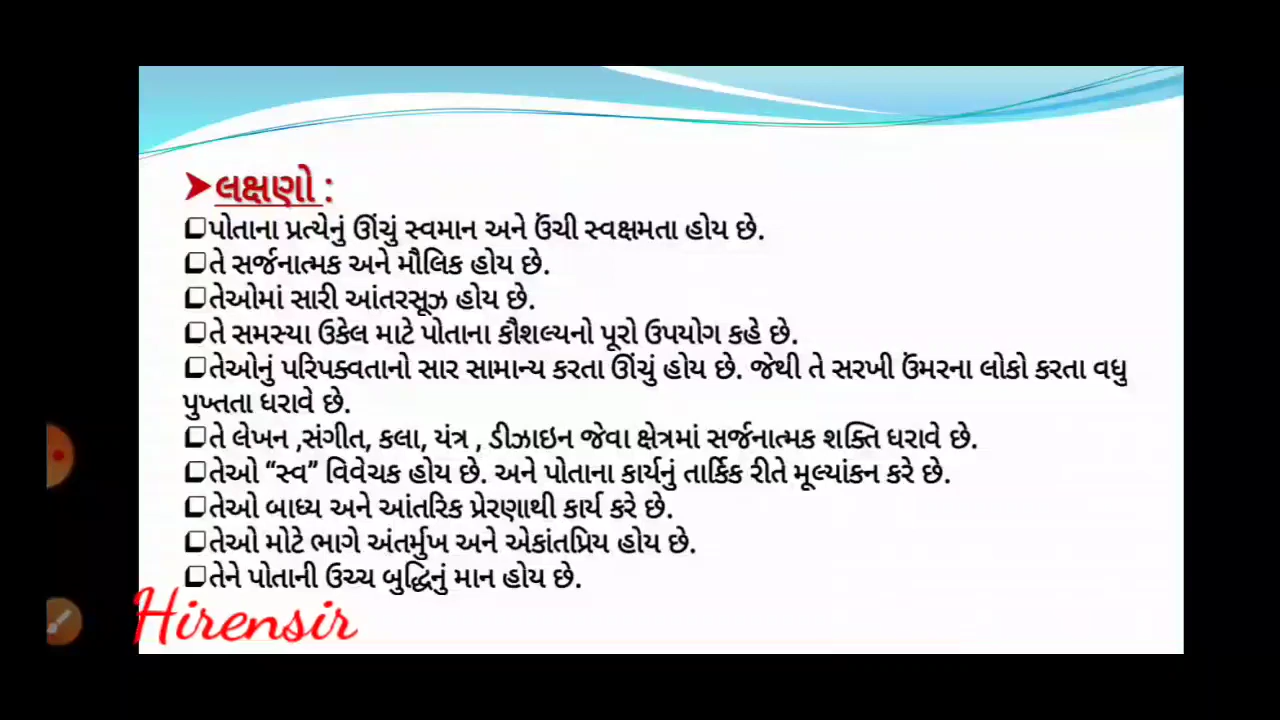 ➤લક્ષણો :
❑પોતાના પ્રત્યેનું ઊંચું સ્વમાન અને ઉંચી સ્વક્ષમતા હોય છે.
❑તે સર્જનાત્મક અને મૌલિક હોય છે.
❑તેઓમાં સારી આંતરસૂઝ હોય છે.
❑તે સમસ્યા ઉકેલ માટે પોતાના કૌશલ્યનો પૂરો ઉપયોગ કહે છે.
❑તેઓનું પરિપક્વતાનો સાર સામાન્ય કરતા ઊંચું હોય છે. જેથી તે સરખી ઉંમરના લોકો કરતા વધુ
પુખ્તતા ધરાવે છે.
❑તે લેખન ,સંગીત, કલા, યંત્ર , ડીઝાઇન જેવા ક્ષેત્રમાં સર્જનાત્મક શક્તિ ધરાવે છે.
❑તેઓ “સ્વ” વિવેચક હોય છે. અને પોતાના કાર્યનું તાર્કિક રીતે મૂલ્યાંકન કરે છે.
❑તેઓ બાધ્ય અને આંતરિક પ્રેરણાથી કાર્ય કરે છે.
❑તેઓ મોટે ભાગે અંતર્મુખ અને એકાંતપ્રિય હોય છે.
❑તેને પોતાની ઉચ્ચ બુદ્ધિનું માન હોય છે.
Hirensir